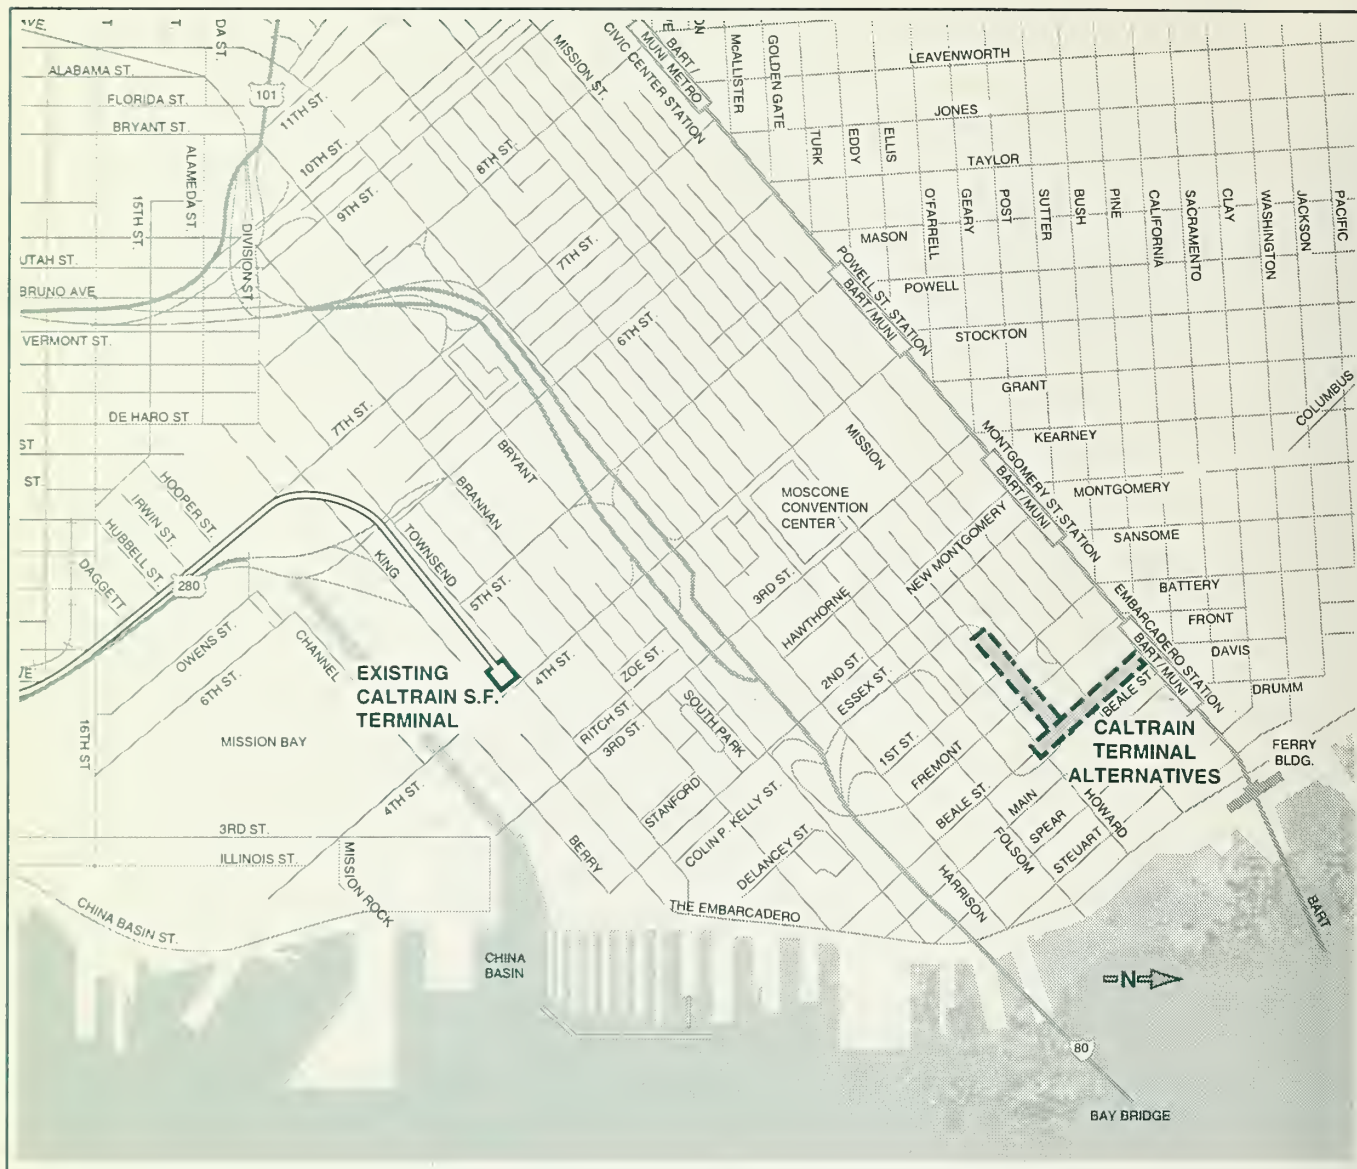 AVE.
T
DA ST.
T
ALABAMA ST.
FLORIDA ST.
BRYANT ST.
101
11TH ST.
10TH ST.
9TH ST.
8TH ST.
7TH ST.
6TH ST.
MISSION ST.
CIVIC CENTER STATION
BART/
MUNI METRO
McALLISTER
GOLDEN GATE
TURK
EDDY
ELLIS
LEAVENWORTH
JONES
TAYLOR
O'FARRELL
GEARY
POST
SUTTER
BUSH
PINE
CALIFORNIA
SACRAMENTO
CLAY
WASHINGTON
JACKSON
PACIFIC
MASON
POWELL
STOCKTON
GRANT
KEARNEY
MONTGOMERY
SANSOME
BATTERY
FRONT
DAVIS
DRUMM
COLUMBUS
POWELL ST. STATION
BART/MUNI
MONTGOMERY ST. STATION
BART/MUNI
EMBARCADERO STATION
BART/MUNI
ALAMEDA ST.
15TH ST.
DIVISION ST.
UTAH ST.
BRUNO AVE
VERMONT ST.
DE HARO ST
ST
ST.
7TH ST.
BRYANT
BRANNAN
TOWNSEND
KING
HOOPER ST.
IRWIN ST.
HUBBELL ST.
DAGGETT
280
OWENS ST.
6TH ST.
CHANNEL
16TH ST
MISSION BAY
EXISTING
CALTRAIN S.F.
TERMINAL
5TH ST.
4TH ST.
ZOE ST.
RITCH ST.
3RD ST.
SOUTH PARK
STANFORD
COLIN P. KELLY ST.
DELANCEY ST.
BERRY
THE EMBARCADERO
4TH ST.
3RD ST.
ILLINOIS ST.
MISSION ROCK
CHINA BASIN ST.
CHINA
BASIN
MISSION
MOSCONE
CONVENTION
CENTER
3RD ST.
HAWTHORNE
NEW MONTGOMERY
2ND ST.
ESSEX ST.
1ST ST.
FREMONT
BEALE ST.
MAIN
FOLSOM
SPEAR
HOWARD
STEUART
HARRISON
BEALE ST.
CALTRAIN
TERMINAL
ALTERNATIVES
FERRY
BLDG.
BART
N
80
BAY BRIDGE